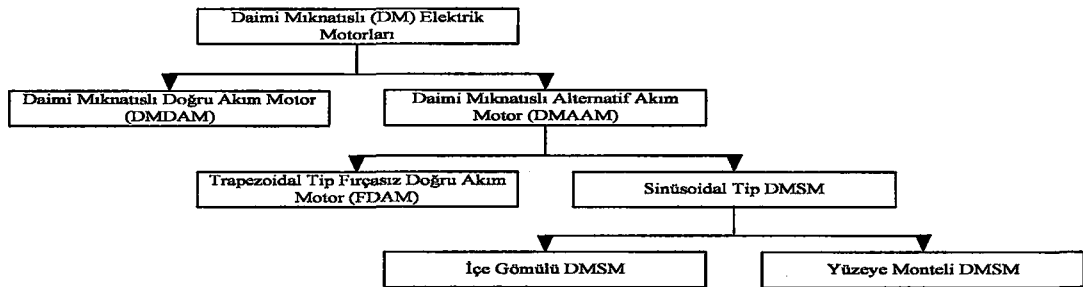 Daimi Mıknatıslı (DM) Elektrik
Motorları
Daimi Mıknatıslı Doğru Akım Motor
(DMDAM)
Daimi Mıknatıslı Alternatif Akım
Motor (DMAAM)
Trapezoidal Tip Fırçasız Doğru Akım
Motor (FDAM)
Sinüsoidal Tip DMSM
İçe Gömülü DMSM
Yüzeye Monteli DMSM